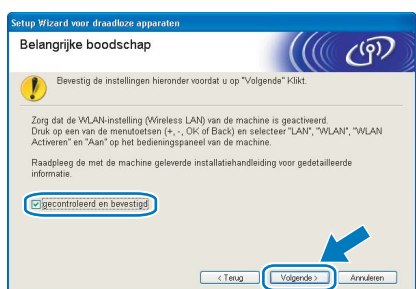 Setup Wizard voor draadloze apparaten
Belangrijke boodschap
Bevestig de instellingen hieronder voordat u op "Volgende" Klikt.
Zorg dat de WLAN-instelling (Wireless LAN) van de machine is geactiveerd.
Druk op een van de menutoetsen (+, -, OK of Back) en selecteer "LAN", "WLAN", "WLAN
Activeren" en "Aan" op het bedieningspaneel van de machine.
Raadpleeg de met de machine geleverde installatiehandleiding voor gedetailleerde
informatie.
gecontroleerd en bevestigd
< Terug
Volgende >
Annuleren